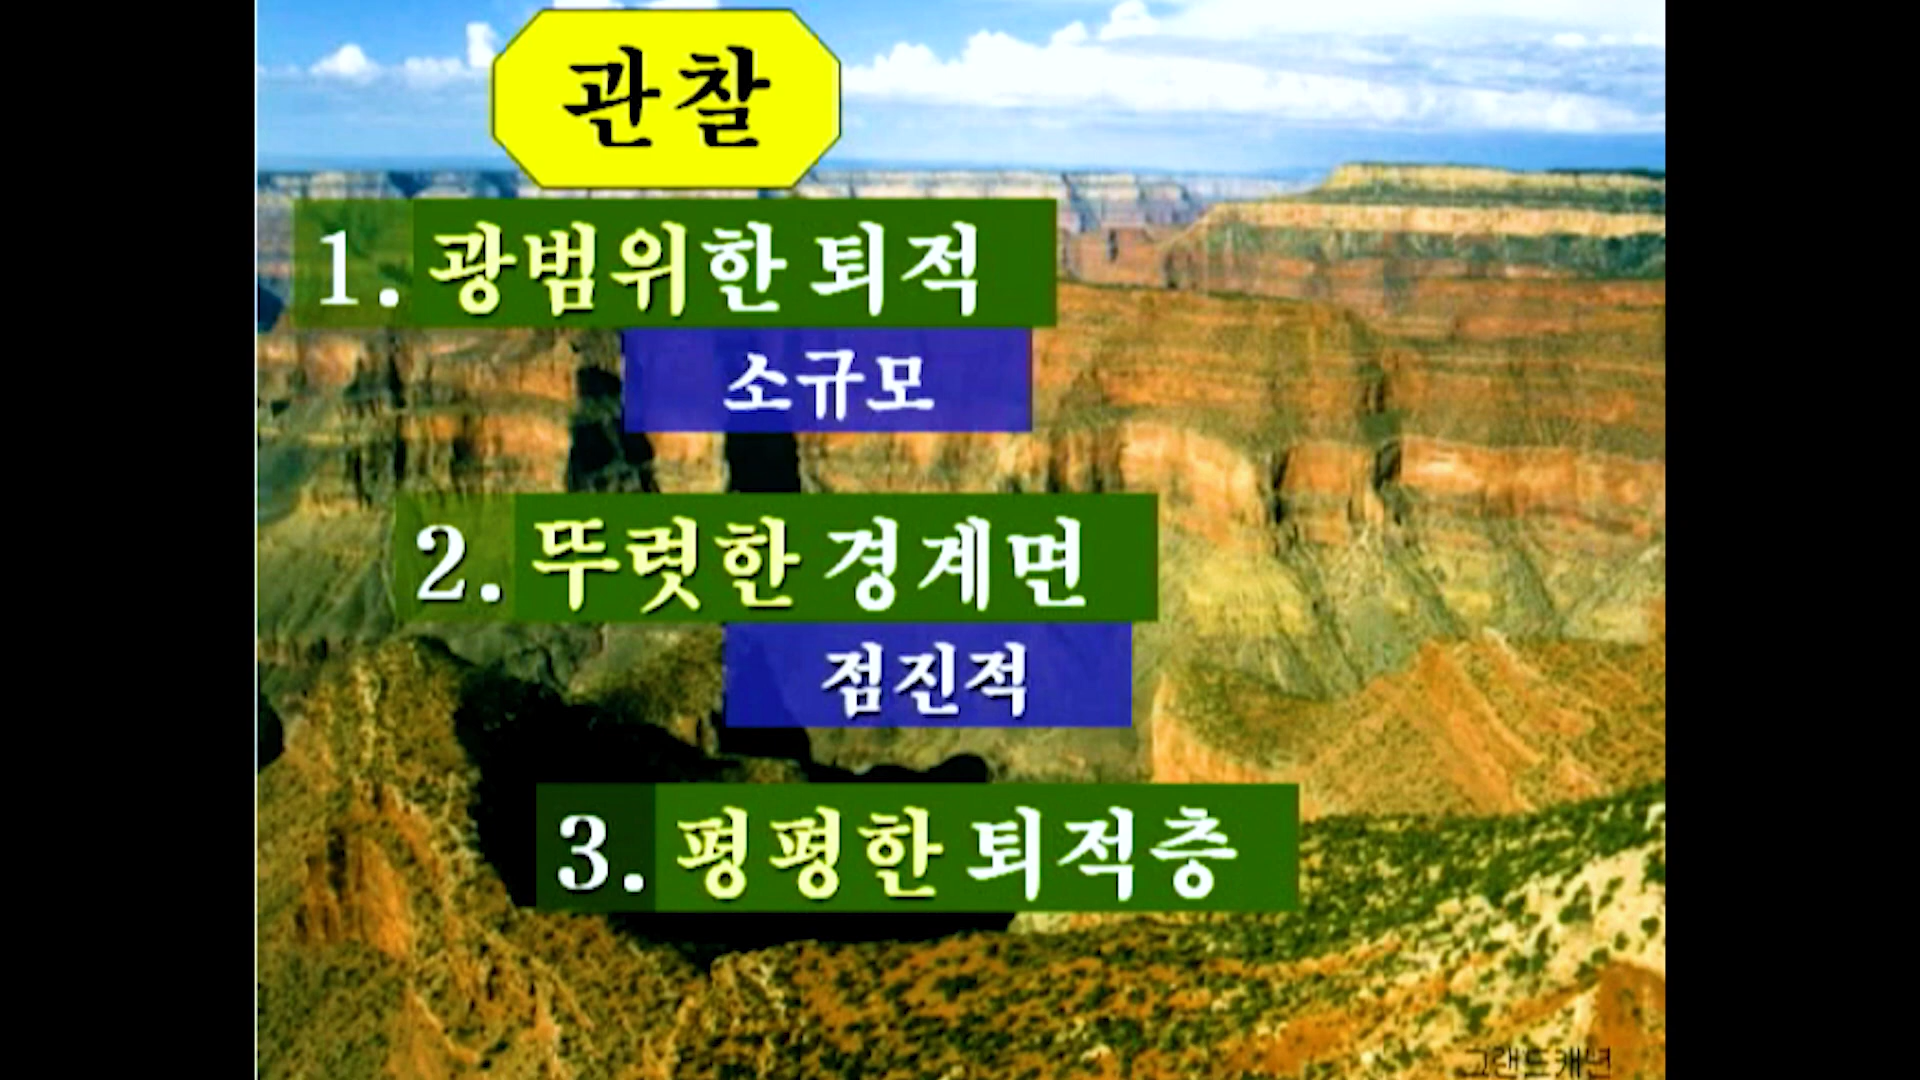 관찰
1. 광범위한 퇴적
소규모
2. 뚜렷한 경계면
점진적
3. 평평한 퇴적층
그랜드캐년